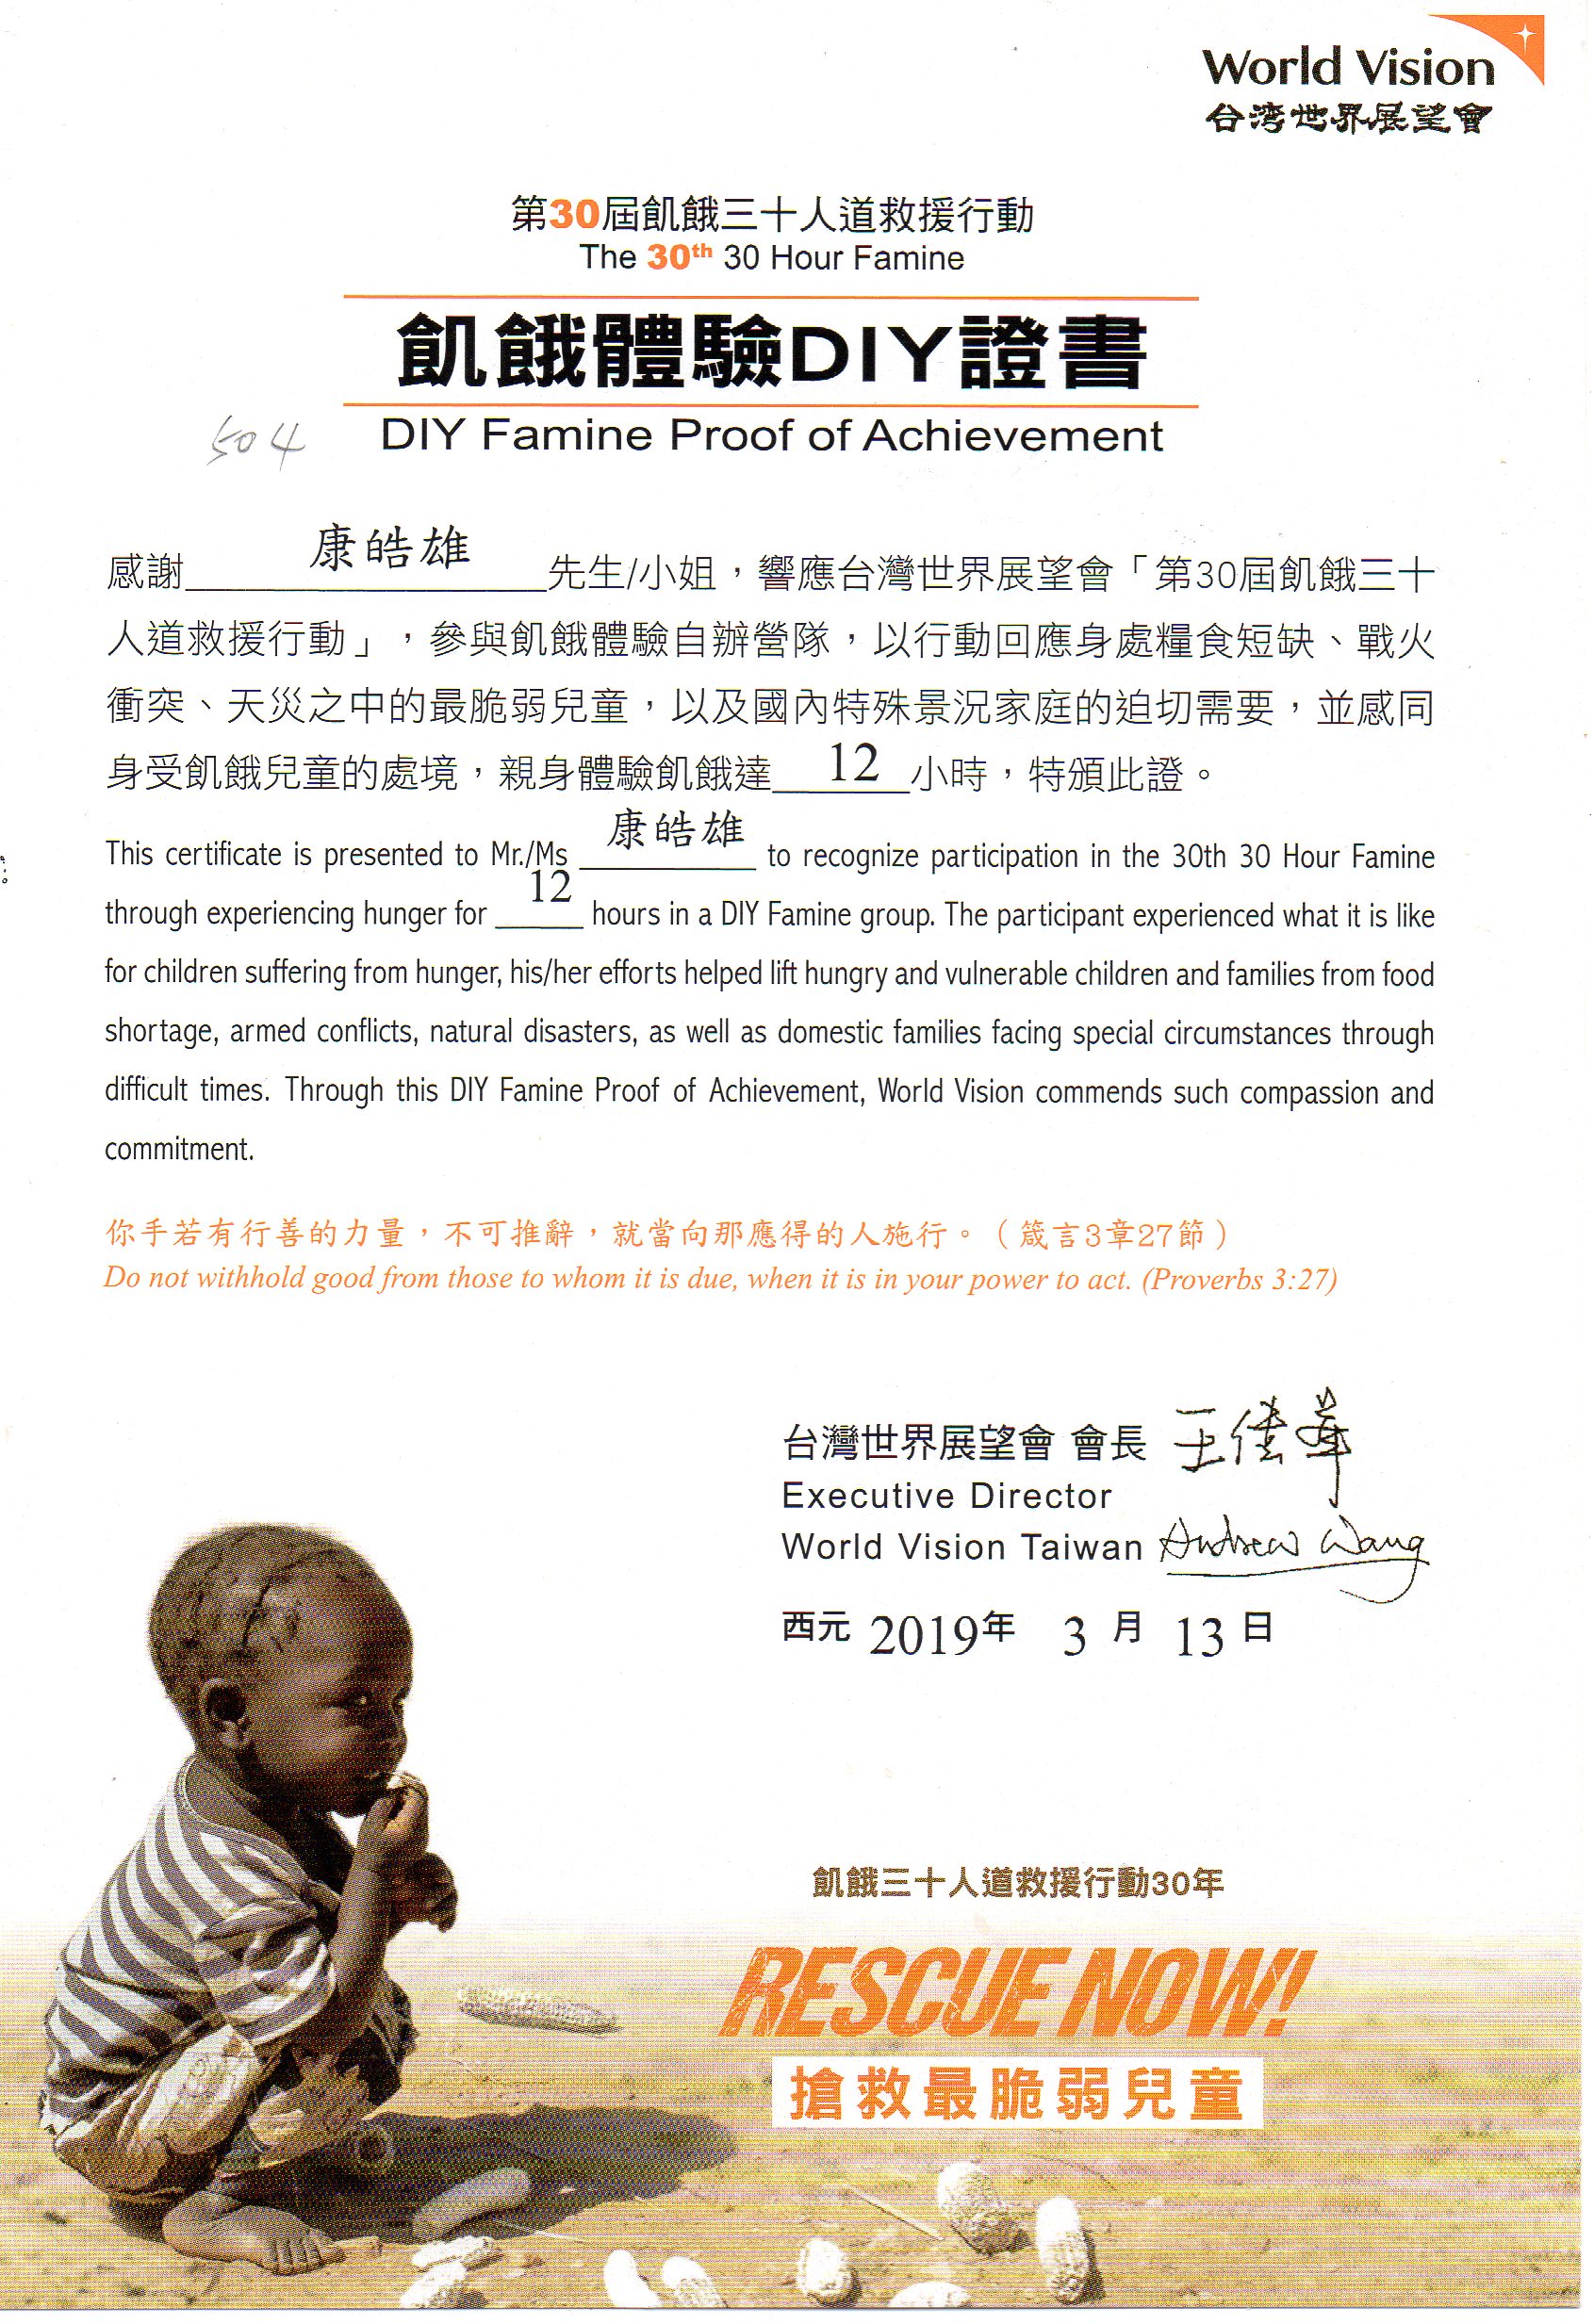 World Vision
台灣世界展望會
第30屆飢餓三十人道救援行動
The 30th 30 Hour Famine
飢餓體驗DIY證書
504
DIY Famine Proof of Achievement
感謝 康皓雄 先生/小姐，響應台灣世界展望會「第30屆飢餓三十
人道救援行動」，參與飢餓體驗自辦營隊，以行動回應身處糧食短缺、戰火
衝突、天災之中的最脆弱兒童，以及國內特殊景況家庭的迫切需要，並感同
身受飢餓兒童的處境，親身體驗飢餓達 12 小時，特頒此證。
This certificate is presented to Mr./Ms 康皓雄 to recognize participation in the 30th 30 Hour Famine
through experiencing hunger for 12 hours in a DIY Famine group. The participant experienced what it is like
for children suffering from hunger, his/her efforts helped lift hungry and vulnerable children and families from food
shortage, armed conflicts, natural disasters, as well as domestic families facing special circumstances through
difficult times. Through this DIY Famine Proof of Achievement, World Vision commends such compassion and
commitment.
你手若有行善的力量，不可推辭，就當向那應得的人施行。（箴言3章27節）
Do not withhold good from those to whom it is due, when it is in your power to act. (Proverbs 3:27)
台灣世界展望會 會長
Executive Director
World Vision Taiwan Andrew Wang
西元 2019年 3 月 13 日
飢餓三十人道救援行動30年
RESCUE NOW!
搶救最脆弱兒童